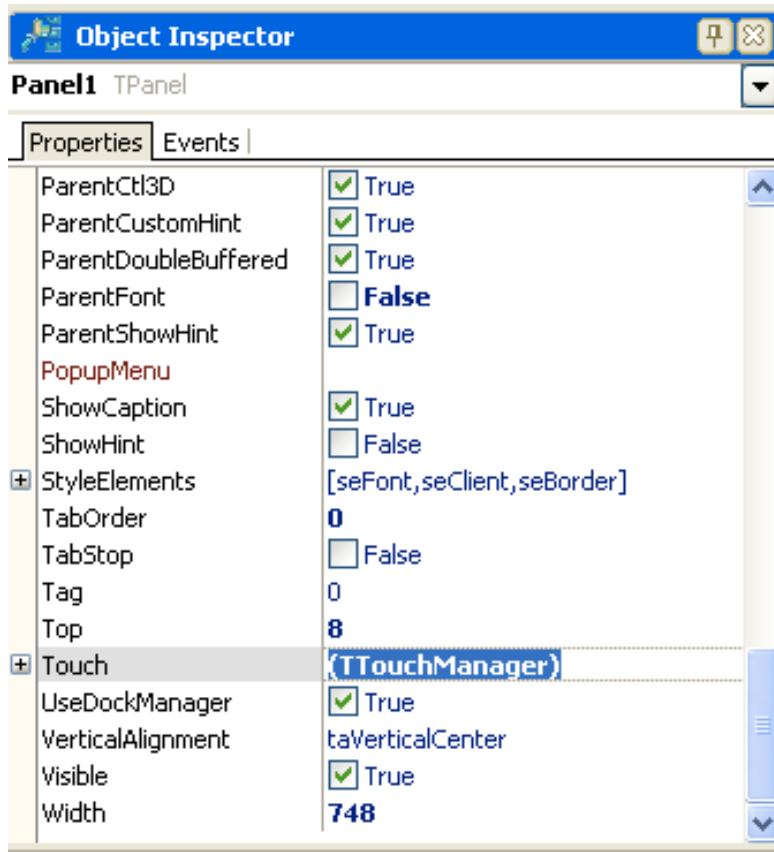 Object Inspector
Panel1 TPanel
Properties Events
ParentCtl3D True
ParentCustomHint True
ParentDoubleBuffered True
ParentFont False
ParentShowHint True
PopupMenu
ShowCaption True
ShowHint False
StyleElements [seFont,seClient,seBorder]
TabOrder 0
TabStop False
Tag 0
Top 8
Touch (TTouchManager)
UseDockManager True
VerticalAlignment taVerticalCenter
Visible True
Width 748